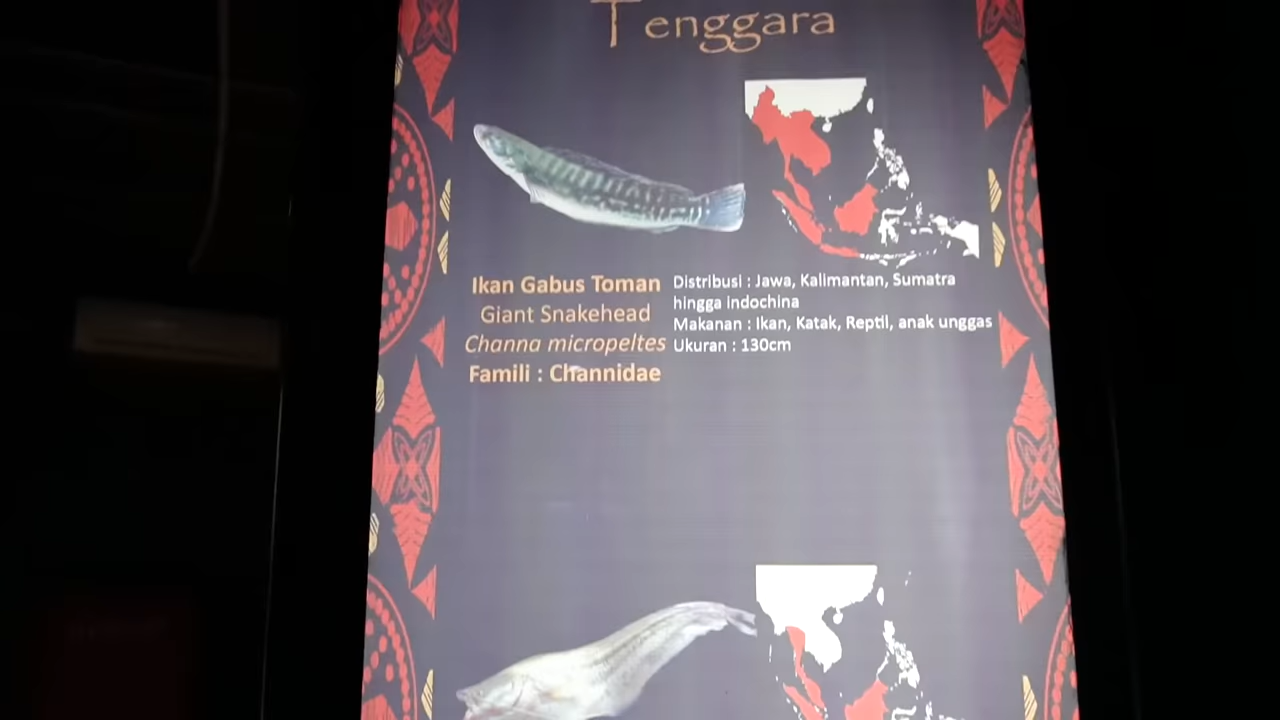 Tenggara
Ikan Gabus Toman
Giant Snakehead
Channa micropeltes
Famili : Channidae
Distribusi : Jawa, Kalimantan, Sumatra
hingga indochina
Makanan : Ikan, Katak, Reptil, anak unggas
Ukuran : 130cm